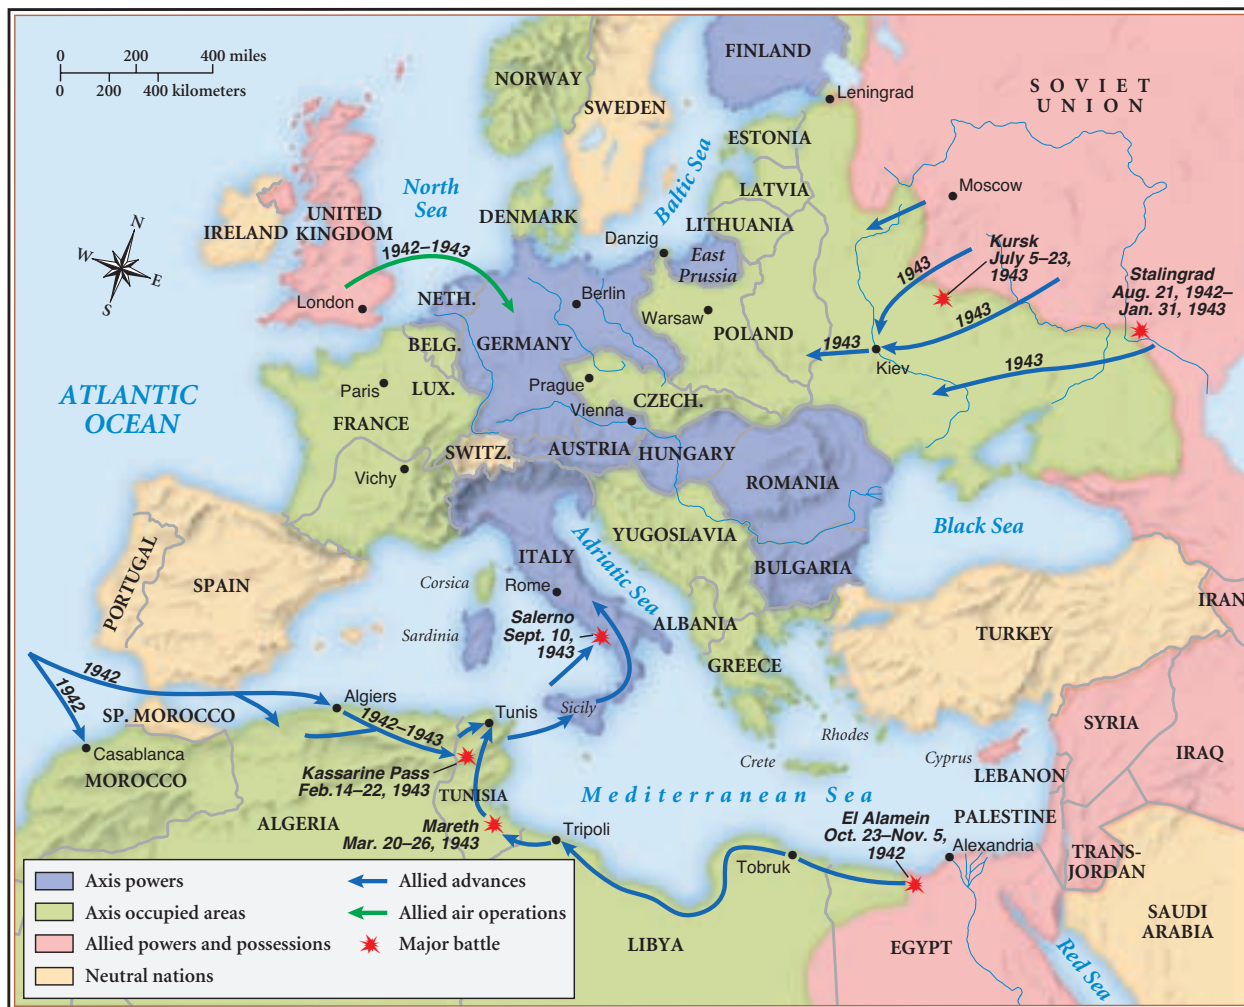 0 200 400 miles
0 200 400 kilometers
N
W
E
S
FINLAND
NORWAY
SWEDEN
SOVIET
UNION
Leningrad
ESTONIA
Baltic Sea
LATVIA
Moscow
North
Sea
IRELAND
UNITED
KINGDOM
DENMARK
LITHUANIA
Danzig
East
Prussia
1942–1943
1943
Kursk
July 5–23,
1943
Stalingrad
Aug. 21, 1942–
Jan. 31, 1943
London
NETH.
Berlin
Warsaw
POLAND
1943
BELG.
GERMANY
1943
Kiev
1943
Paris
LUX.
Prague
CZECH.
ATLANTIC
OCEAN
FRANCE
Vienna
SWITZ.
AUSTRIA
HUNGARY
Vichy
ROMANIA
Black Sea
YUGOSLAVIA
Adriatic Sea
ITALY
BULGARIA
PORTUGAL
SPAIN
Corsica
Rome
IRAN
Sardinia
Salerno
Sept. 10,
1943
ALBANIA
TURKEY
GREECE
1942
1942
Algiers
SP. MOROCCO
1942–1943
Tunis
Sicily
SYRIA
Rhodes
Casablanca
MOROCCO
Crete
Cyprus
LEBANON
IRAQ
Kassarine Pass
Feb.14–22, 1943
TUNISIA
Mediterranean Sea
ALGERIA
Mareth
Mar. 20–26, 1943
Tripoli
El Alamein
Oct. 23–Nov. 5,
1942
PALESTINE
Alexandria
TRANS-
JORDAN
Tobruk
SAUDI
ARABIA
LIBYA
EGYPT
Red Sea
Axis powers
Axis occupied areas
Allied powers and possessions
Neutral nations
Allied advances
Allied air operations
Major battle